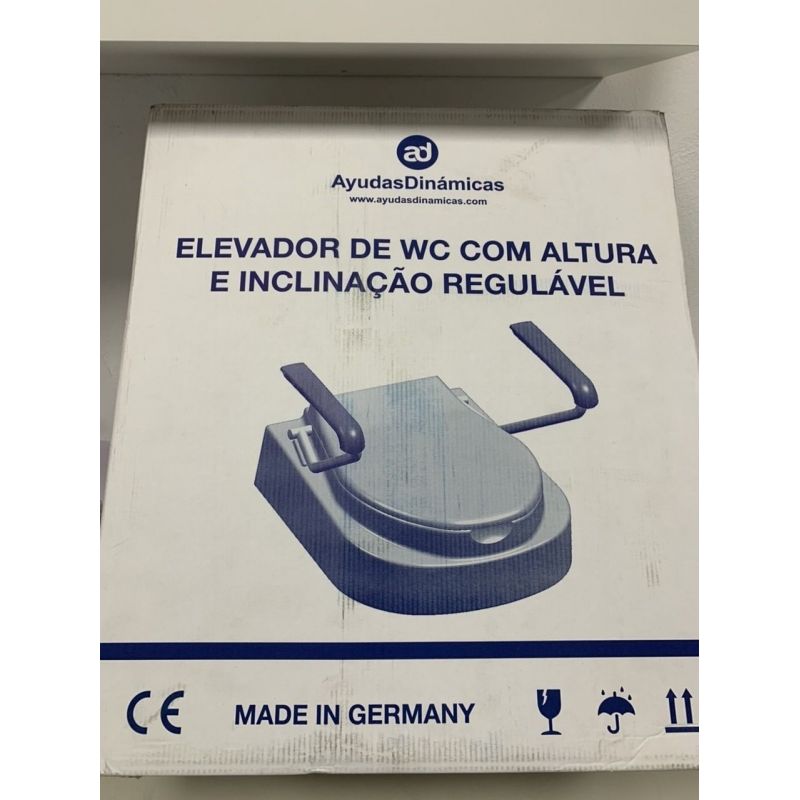 ad
AyudasDinámicas
www.ayudasdinamicas.com
ELEVADOR DE WC COM ALTURA
E INCLINAÇÃO REGULÁVEL
CE
MADE IN GERMANY